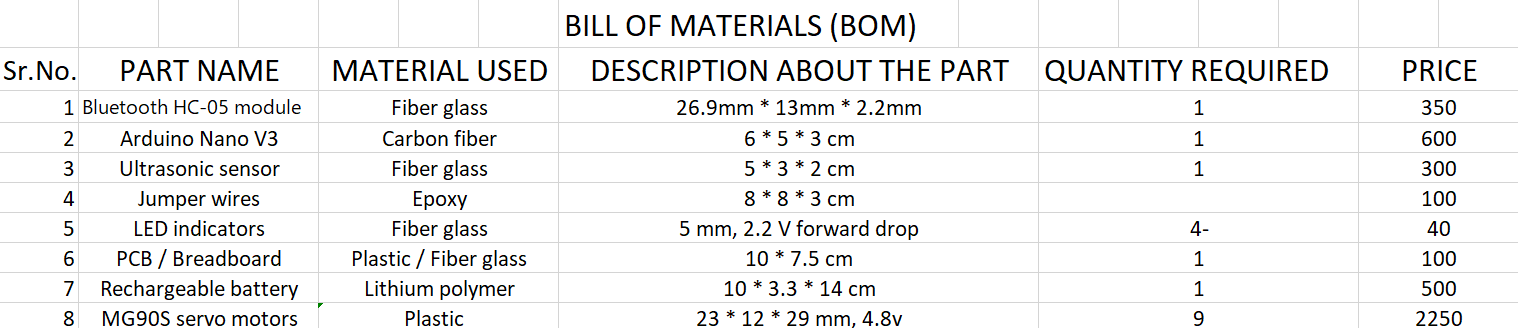 BILL OF MATERIALS (BOM)
Sr.No. PART NAME MATERIAL USED DESCRIPTION ABOUT THE PART QUANTITY REQUIRED PRICE
1 Bluetooth HC-05 module Fiber glass 26.9mm * 13mm * 2.2mm 1 350
2 Arduino Nano V3 Carbon fiber 6 * 5 * 3 cm 1 600
3 Ultrasonic sensor Fiber glass 5 * 3 * 2 cm 1 300
4 Jumper wires Epoxy 8 * 8 * 3 cm 100
5 LED indicators Fiber glass 5 mm, 2.2 V forward drop 4- 40
6 PCB / Breadboard Plastic / Fiber glass 10 * 7.5 cm 1 100
7 Rechargeable battery Lithium polymer 10 * 3.3 * 14 cm 1 500
8 MG90S servo motors Plastic 23 * 12 * 29 mm, 4.8v 9 2250